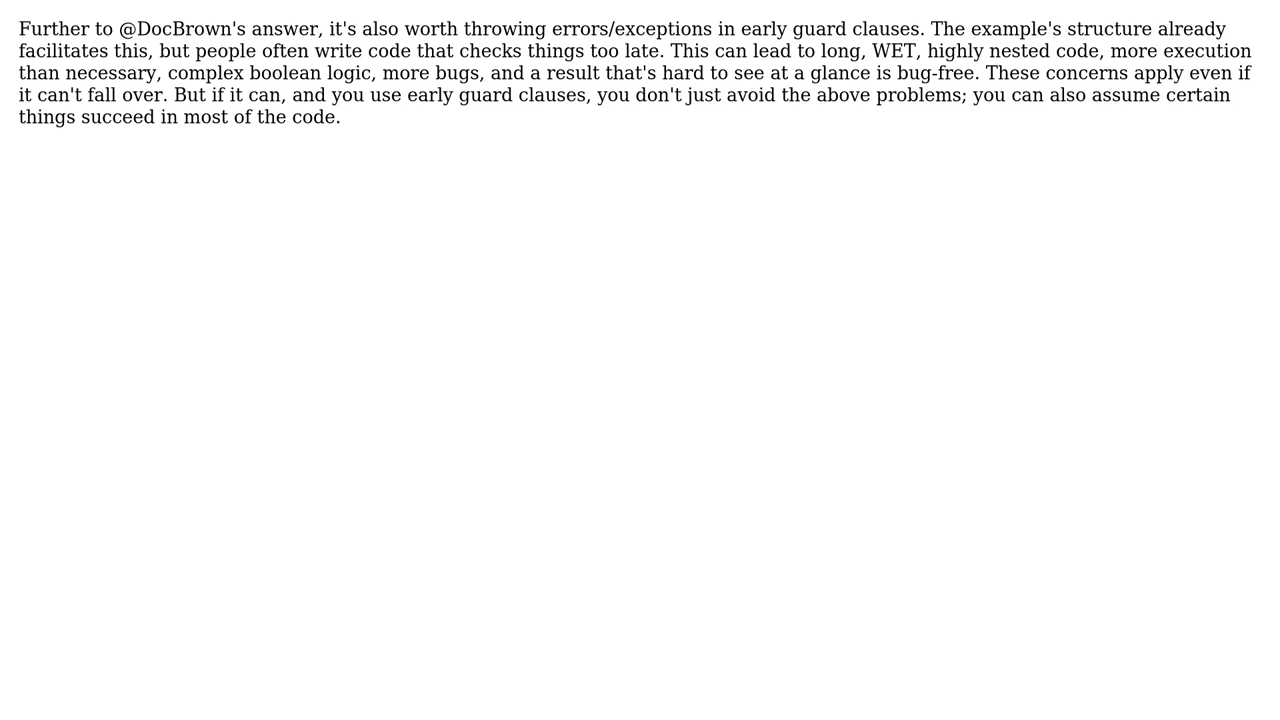 Further to @DocBrown's answer, it's also worth throwing errors/exceptions in early guard clauses. The example's structure already
facilitates this, but people often write code that checks things too late. This can lead to long, WET, highly nested code, more execution
than necessary, complex boolean logic, more bugs, and a result that's hard to see at a glance is bug-free. These concerns apply even if
it can't fall over. But if it can, and you use early guard clauses, you don't just avoid the above problems; you can also assume certain
things succeed in most of the code.